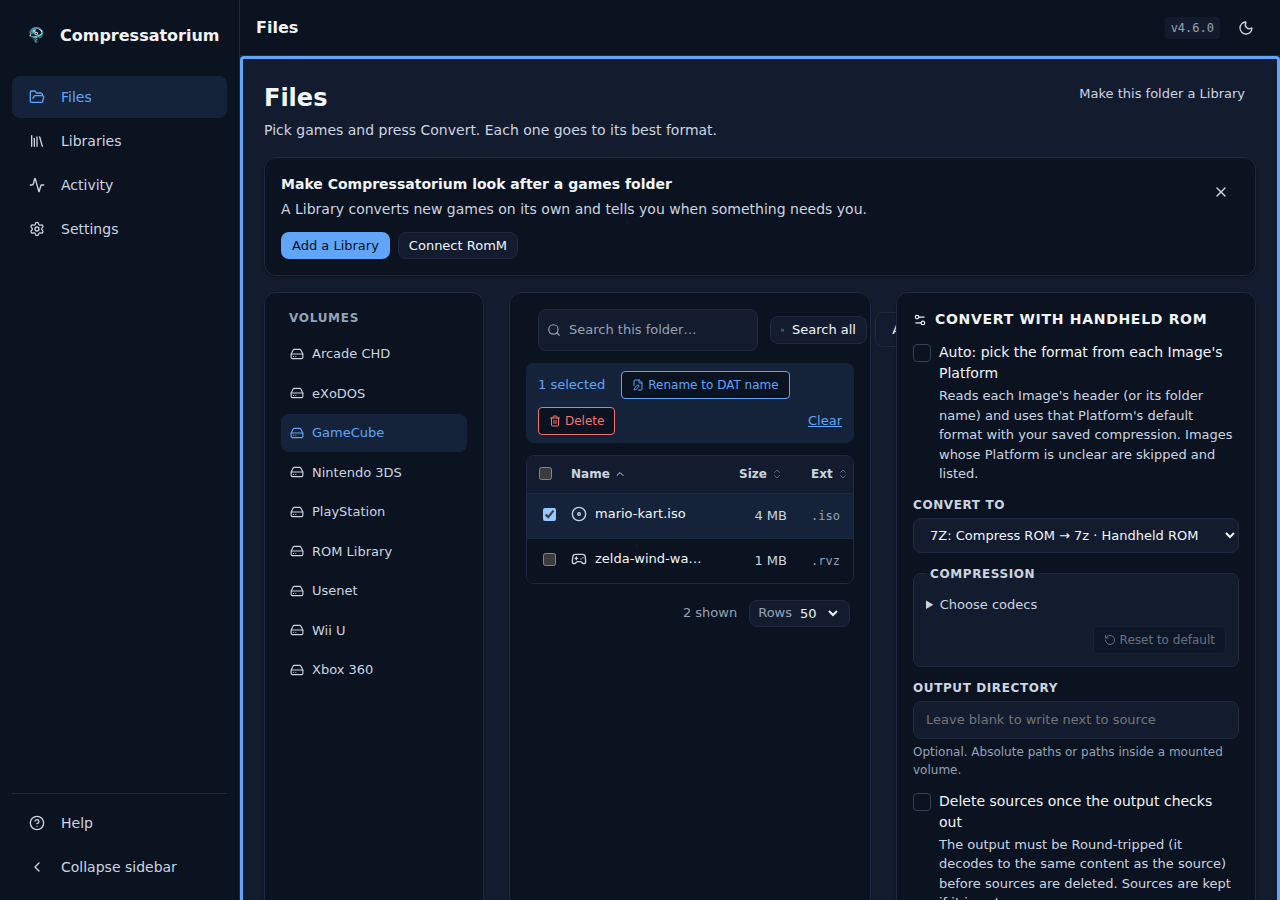 Compressatorium
Files
Libraries
Activity
Settings
Help
Collapse sidebar
Files
v4.6.0
Files
Make this folder a Library
Pick games and press Convert. Each one goes to its best format.
Make Compressatorium look after a games folder
A Library converts new games on its own and tells you when something needs you.
Add a Library
Connect RomM
VOLUMES
Arcade CHD
eXoDOS
GameCube
Nintendo 3DS
PlayStation
ROM Library
Usenet
Wii U
Xbox 360
Search this folder…
Search all
1 selected
Rename to DAT name
Delete
Clear
Name
Size
Ext
mario-kart.iso
4 MB
.iso
zelda-wind-wa…
1 MB
.rvz
2 shown
Rows 50
CONVERT WITH HANDHELD ROM
Auto: pick the format from each Image's
Platform
Reads each Image's header (or its folder
name) and uses that Platform's default
format with your saved compression. Images
whose Platform is unclear are skipped and
listed.
CONVERT TO
7Z: Compress ROM → 7z · Handheld ROM
COMPRESSION
Choose codecs
Reset to default
OUTPUT DIRECTORY
Leave blank to write next to source
Optional. Absolute paths or paths inside a mounted
volume.
Delete sources once the output checks
out
The output must be Round-tripped (it
decodes to the same content as the source)
before sources are deleted. Sources are kept